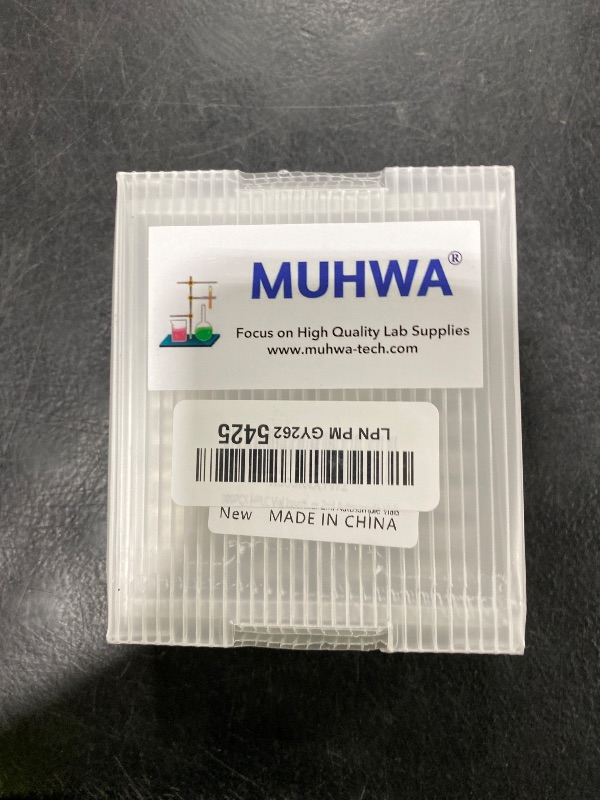 MUHWA®
Focus on High Quality Lab Supplies
www.muhwa-tech.com
LPN PM GY262 5425
New MADE IN CHINA